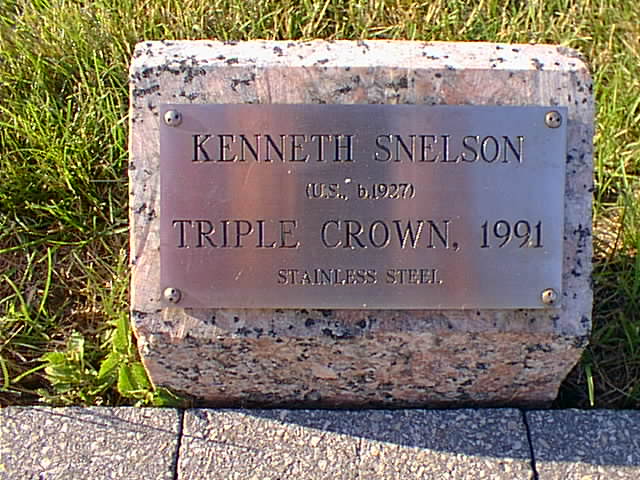 KENNETH SNELSON
(U.S., b.1927)
TRIPLE CROWN, 1991
STAINLESS STEEL